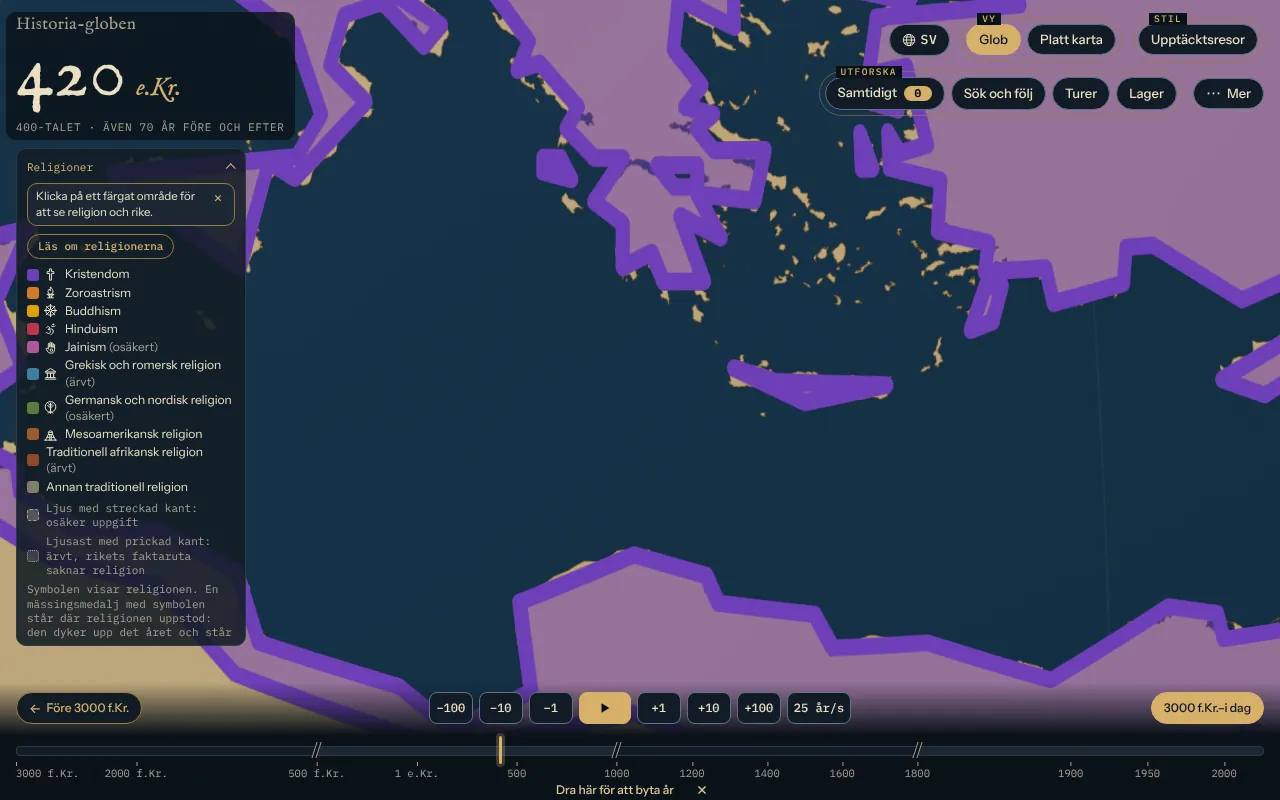 Historia-globen
420 e.Kr.
400-TALET · ÄVEN 70 ÅR FÖRE OCH EFTER
SV
VY
Glob
Platt karta
STIL
Upptäcktsresor
UTFORSKA
Samtidigt 0
Sök och följ
Turer
Lager
··· Mer
Religioner
Klicka på ett färgat område för
att se religion och rike.
×
Läs om religionerna
Kristendom
Zoroastrism
Buddhism
Hinduism
Jainism (osäkert)
Grekisk och romersk religion
(ärvt)
Germansk och nordisk religion
(osäkert)
Mesoamerikansk religion
Traditionell afrikansk religion
(ärvt)
Annan traditionell religion
Ljus med streckad kant:
osäker uppgift
Ljusast med prickad kant:
ärvt, rikets faktaruta
saknar religion
Symbolen visar religionen. En
mässingsmedalj med symbolen
står där religionen uppstod:
den dyker upp det året och står
← Före 3000 f.Kr.
−100
−10
−1
+1
+10
+100
25 år/s
3000 f.Kr.–i dag
3000 f.Kr.
2000 f.Kr.
500 f.Kr.
1 e.Kr.
500
1000
1200
1400
1600
1800
1900
1950
2000
Dra här för att byta år ×